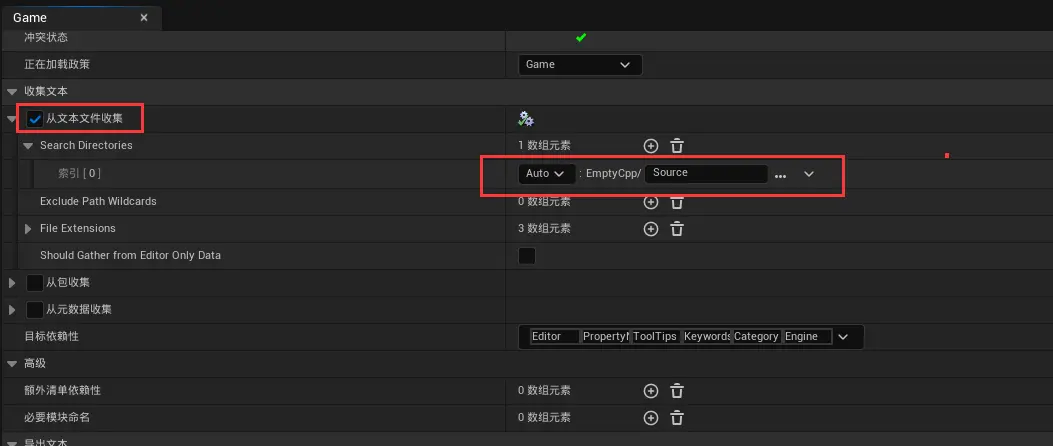 Game
冲突状态
正在加载政策 Game
收集文本
从文本文件收集
Search Directories 1 数组元素
索引 [ 0 ] Auto : EmptyCpp/ Source ...
Exclude Path Wildcards 0 数组元素
File Extensions 3 数组元素
Should Gather from Editor Only Data
从包收集
从元数据收集
目标依赖性 Editor PropertyN ToolTips Keywords Category Engine
高级
额外清单依赖性 0 数组元素
必要模块命名 0 数组元素
导出文本